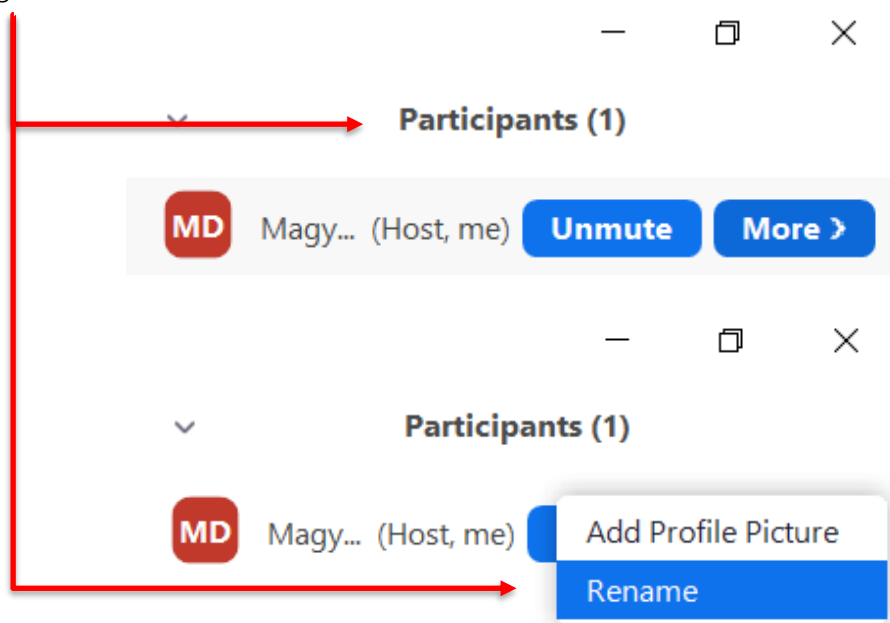 Participants (1)
MD Magy... (Host, me) Unmute More >
Participants (1)
MD Magy... (Host, me) Add Profile Picture
Rename